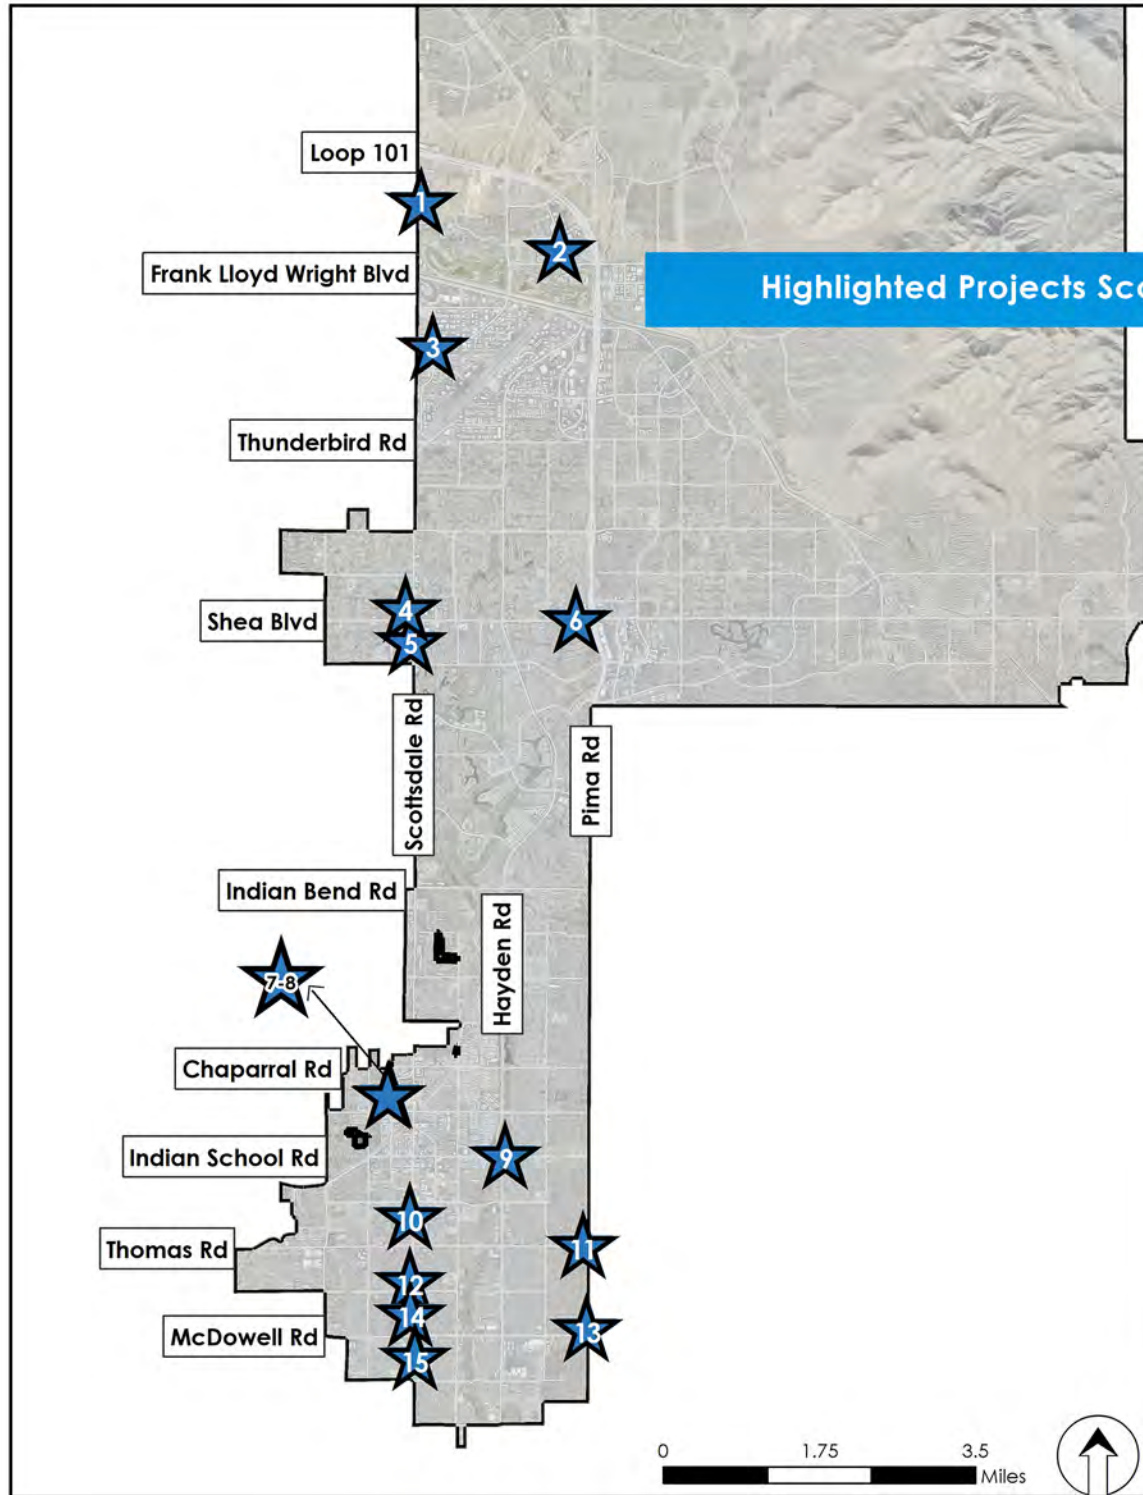 Loop 101
1
2
Frank Lloyd Wright Blvd
Highlighted Projects Sc
3
Thunderbird Rd
4
Shea Blvd
6
5
Scottsdale Rd
Pima Rd
Indian Bend Rd
Hayden Rd
7-8
Chaparral Rd
Indian School Rd
9
10
Thomas Rd
11
12
14
McDowell Rd
13
15
0 1.75 3.5
Miles